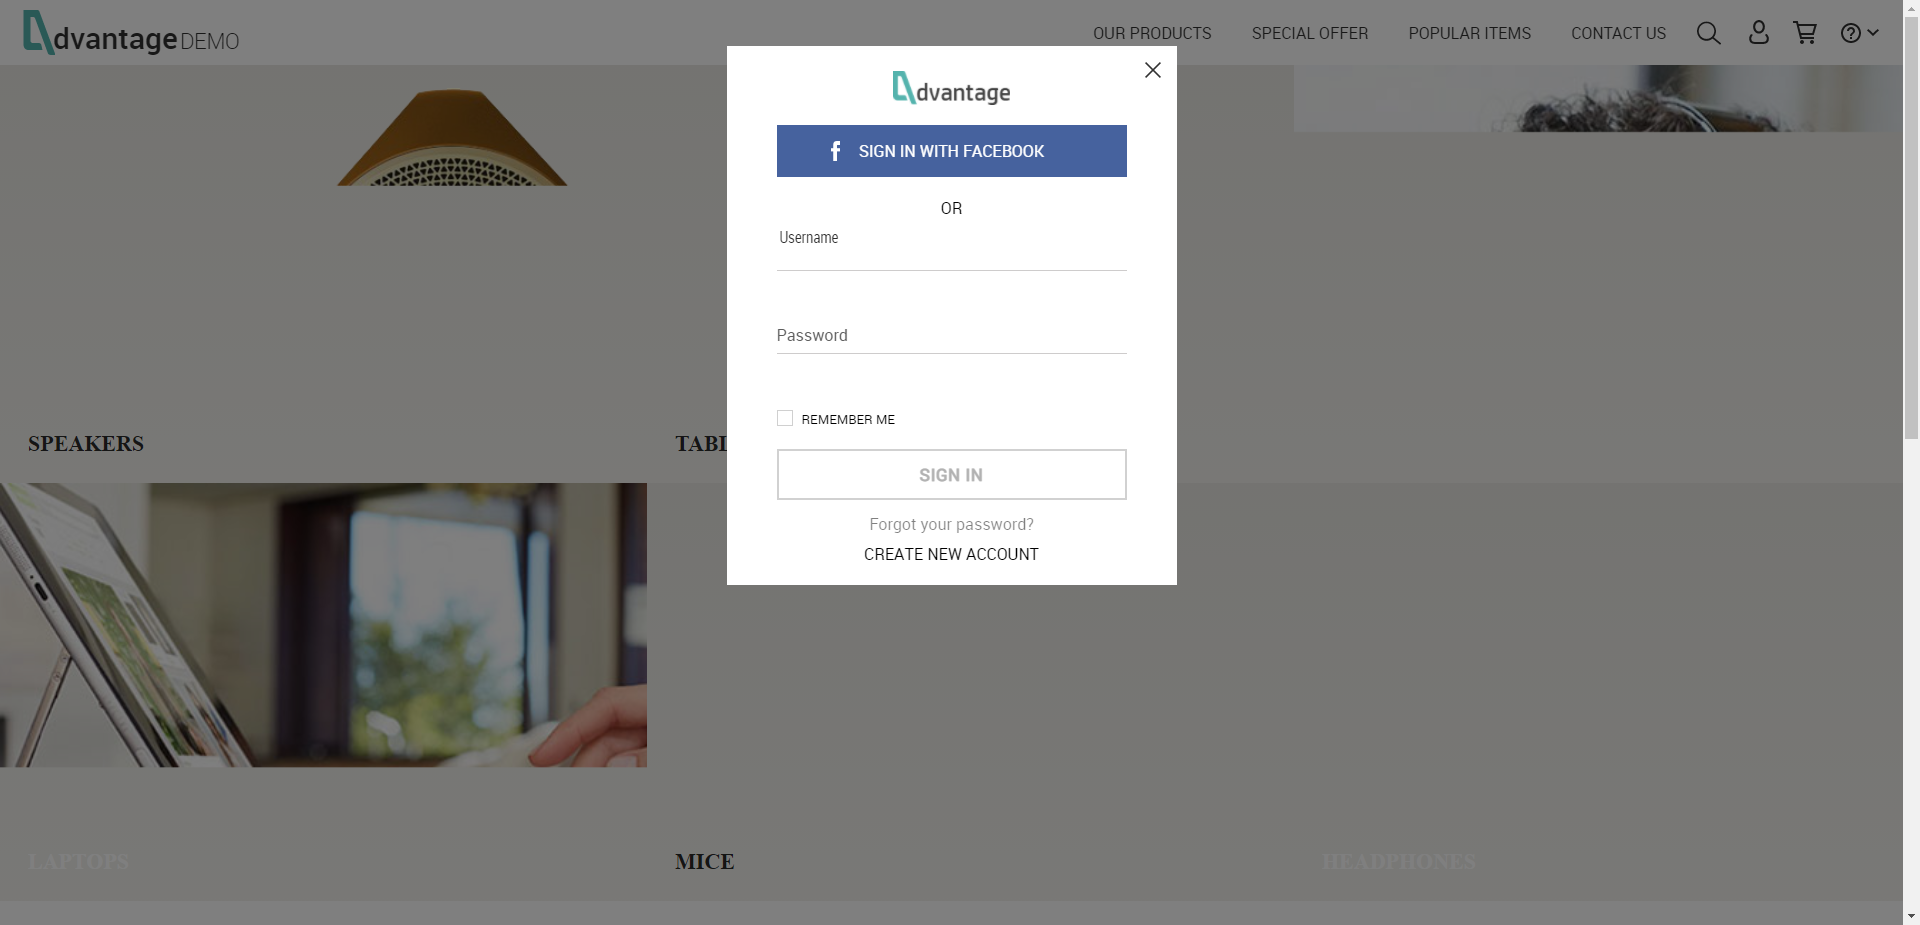 dvantage DEMO
OUR PRODUCTS
SPECIAL OFFER
POPULAR ITEMS
CONTACT US
dvantage
SIGN IN WITH FACEBOOK
OR
Username
Password
REMEMBER ME
SIGN IN
Forgot your password?
CREATE NEW ACCOUNT
SPEAKERS
TABL
LAPTOPS
MICE
HEADPHONES